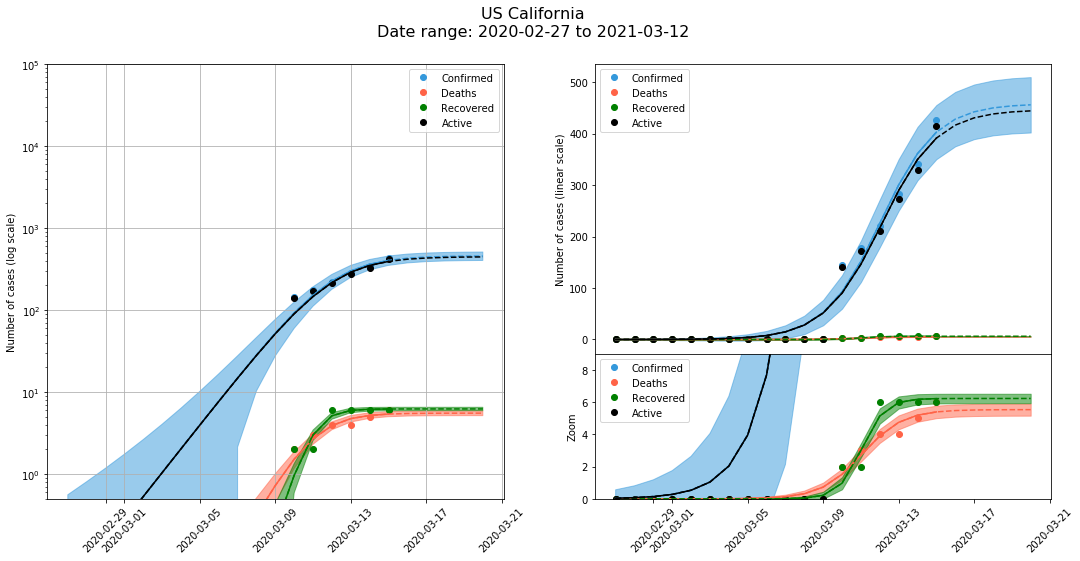 US California
Date range: 2020-02-27 to 2021-03-12
Number of cases (log scale)
10^5
10^4
10^3
10^2
10^1
10^0
Confirmed
Deaths
Recovered
Active
2020-02-29
2020-03-01
2020-03-05
2020-03-09
2020-03-13
2020-03-17
2020-03-21
Number of cases (linear scale)
500
400
300
200
100
0
Confirmed
Deaths
Recovered
Active
Zoom
8
6
4
2
0
Confirmed
Deaths
Recovered
Active
2020-02-29
2020-03-01
2020-03-05
2020-03-09
2020-03-13
2020-03-17
2020-03-21